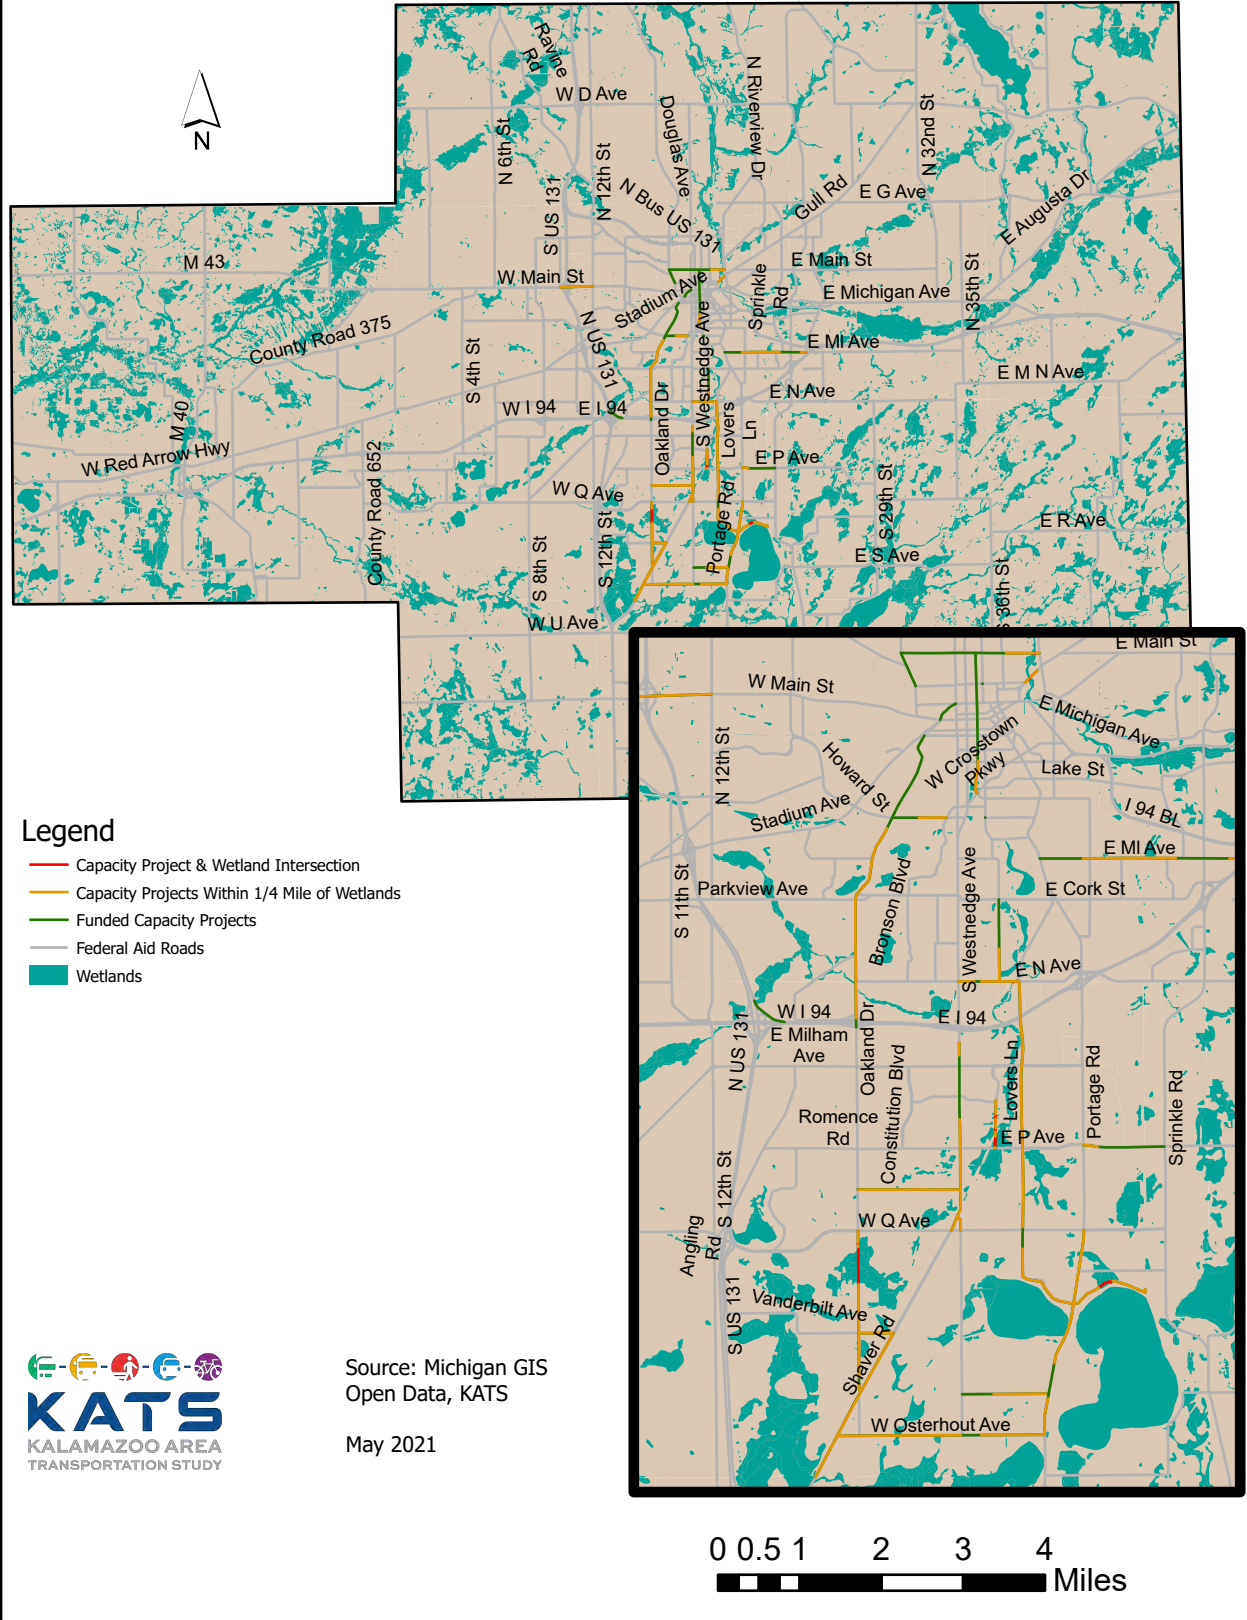 Ravine
Rd
W D Ave
N Riverview Dr
Douglas Ave
N 32nd St
N 6th St
N 12th St
S US 131
N Bus US 131
Gull Rd
E G Ave
E Augusta Dr
N
M 43
W Main St
Stadium Ave
Sprinkle
Rd
E Main St
E Michigan Ave
N 35th St
County Road 375
N US 131
S Westnedge Ave
E MI Ave
S 4th St
E M N Ave
E N Ave
M 40
W I 94
E I 94
Oakland Dr
Lovers
Ln
W Red Arrow Hwy
County Road 652
E P Ave
W Q Ave
Portage Rd
S 29th St
S 12th St
E R Ave
S 8th St
E S Ave
S 36th St
W U Ave
E Main St
W Main St
E Michigan Ave
N 12th St
Howard St
W Crosstown
Pkwy
Lake St
Stadium Ave
I 94 BL
E MI Ave
S 11th St
Parkview Ave
Bronson Blvd
S Westnedge Ave
E Cork St
E N Ave
W I 94
E I 94
N US 131
E Milham
Ave
Oakland Dr
Constitution Blvd
Lovers Ln
Portage Rd
Sprinkle Rd
Romence
Rd
E P Ave
S 12th St
Angling
Rd
W Q Ave
S US 131
Vanderbilt Ave
Shaver Rd
W Osterhout Ave
Legend
Capacity Project & Wetland Intersection
Capacity Projects Within 1/4 Mile of Wetlands
Funded Capacity Projects
Federal Aid Roads
Wetlands
KATS
KALAMAZOO AREA
TRANSPORTATION STUDY
Source: Michigan GIS
Open Data, KATS
May 2021
0 0.5 1 2 3 4
Miles